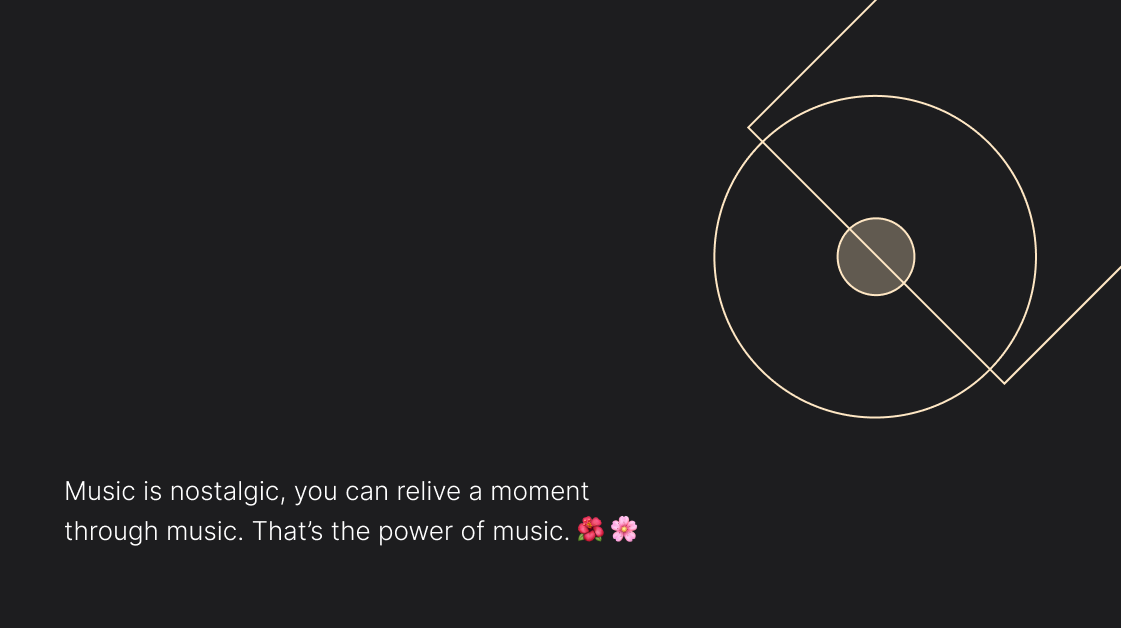 Music is nostalgic, you can relive a moment
through music. That’s the power of music. 🌺🌸